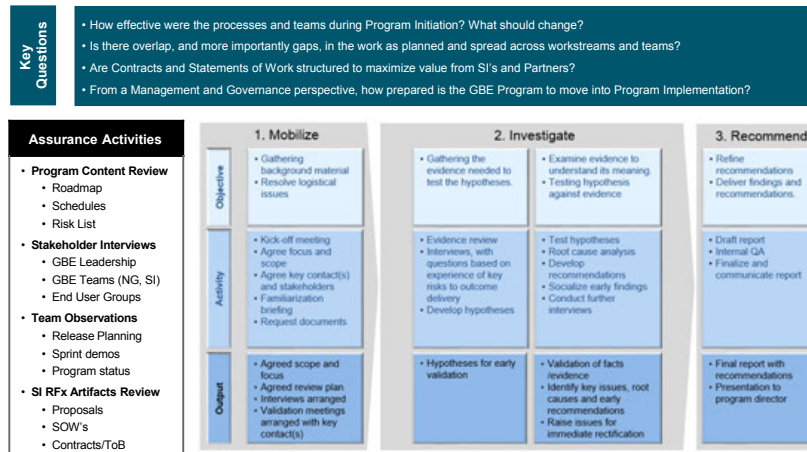 Key
Questions
• How effective were the processes and teams during Program Initiation? What should change?
• Is there overlap, and more importantly gaps, in the work as planned and spread across workstreams and teams?
• Are Contracts and Statements of Work structured to maximize value from SI's and Partners?
• From a Management and Governance perspective, how prepared is the GBE Program to move into Program Implementation?
Assurance Activities
• Program Content Review
• Roadmap
• Schedules
• Risk List
• Stakeholder Interviews
• GBE Leadership
• GBE Teams (NG, SI)
• End User Groups
• Team Observations
• Release Planning
• Sprint demos
• Program status
• SI RFx Artifacts Review
• Proposals
• SOW's
• Contracts/ToB
1. Mobilize
2. Investigate
3. Recommend
Objective
• Gathering
background material
• Resolve logistical
issues
• Gathering the
evidence needed to
test the hypotheses.
• Examine evidence to
understand its meaning.
• Testing hypothesis
against evidence
• Refine
recommendations
• Deliver findings and
recommendations.
Activity
• Kick-off meeting
• Agree focus and
scope
• Agree key contact(s)
and stakeholders
• Familiarization
briefing
• Request documents
• Evidence review
• Interviews, with
questions based on
experience of key
risks to outcome
delivery
• Develop hypotheses
• Test hypotheses
• Root cause analysis
• Develop
recommendations
• Socialize early findings
• Conduct further
interviews
• Draft report
• Internal QA
• Finalize and
communicate report
Output
• Agreed scope and
focus
• Agreed review plan
• Interviews arranged
• Validation meetings
arranged with key
contact(s)
• Hypotheses for early
validation
• Validation of facts
/evidence
• Identify key issues, root
causes and early
recommendations
• Raise issues for
immediate rectification
• Final report with
recommendations
• Presentation to
program director